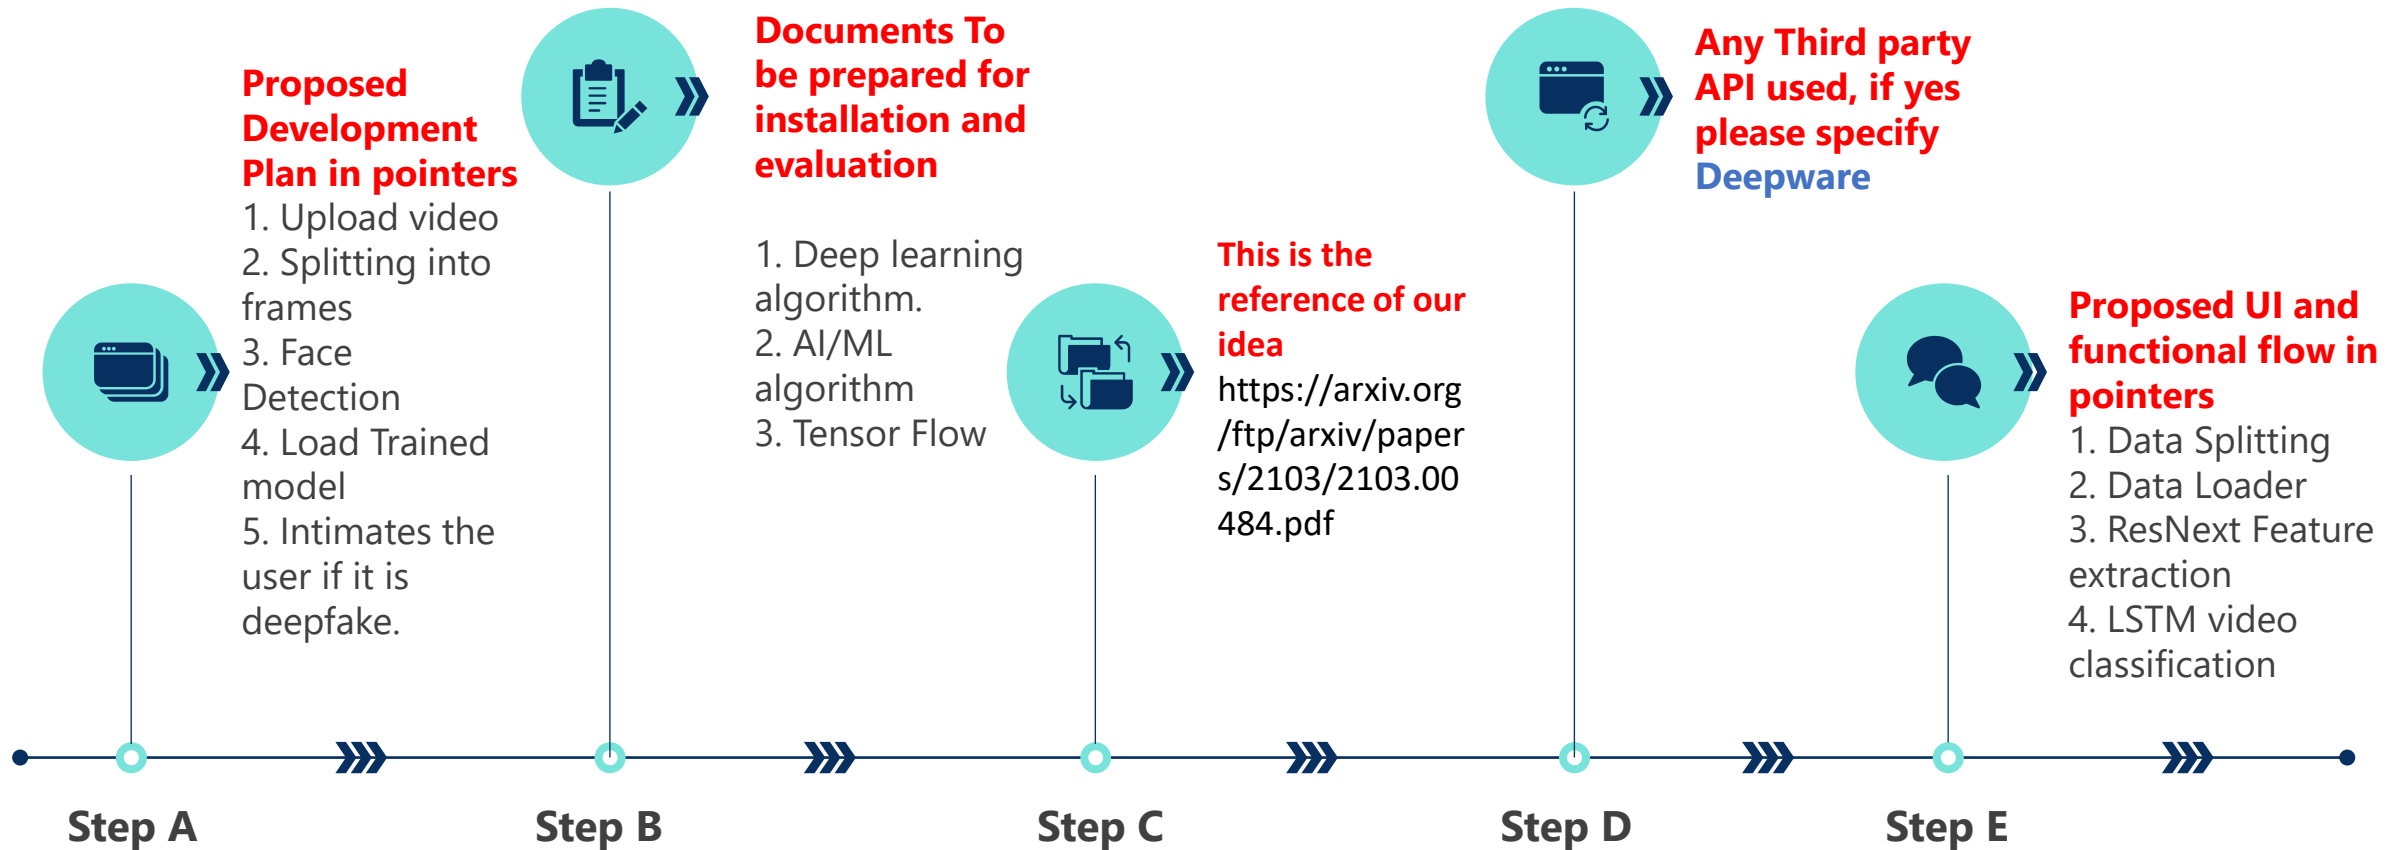 Proposed
Development
Plan in pointers
1. Upload video
2. Splitting into
frames
3. Face
Detection
4. Load Trained
model
5. Intimates the
user if it is
deepfake.
Documents To
be prepared for
installation and
evaluation
1. Deep learning
algorithm.
2. AI/ML
algorithm
3. Tensor Flow
This is the
reference of our
idea
https://arxiv.org
/ftp/arxiv/paper
s/2103/2103.00
484.pdf
Any Third party
API used, if yes
please specify
Deepware
Proposed UI and
functional flow in
pointers
1. Data Splitting
2. Data Loader
3. ResNext Feature
extraction
4. LSTM video
classification
Step A
Step B
Step C
Step D
Step E